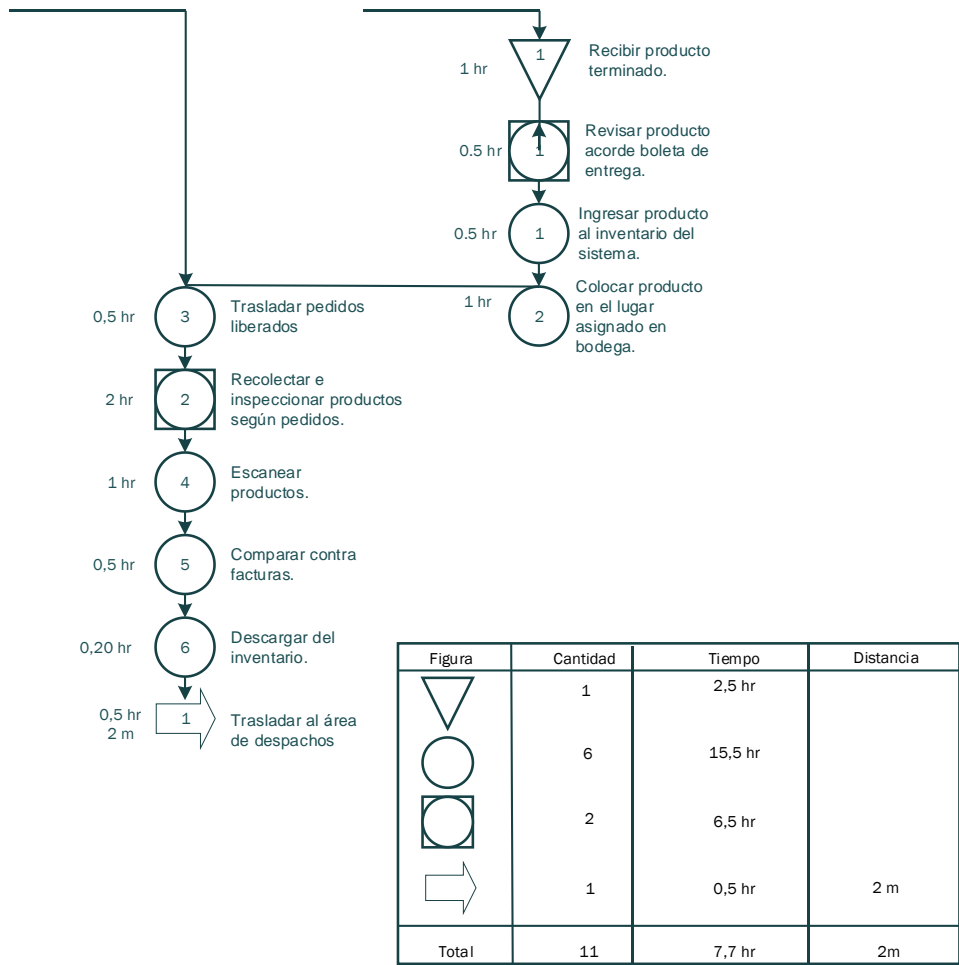 1
1 hr
Recibir producto
terminado.
1
0.5 hr
Revisar producto
acorde boleta de
entrega.
1
0.5 hr
Ingresar producto
al inventario del
sistema.
2
1 hr
Colocar producto
en el lugar
asignado en
bodega.
3
0,5 hr
Trasladar pedidos
liberados
2
2 hr
Recolectar e
inspeccionar productos
según pedidos.
4
1 hr
Escanear
productos.
5
0,5 hr
Comparar contra
facturas.
6
0,20 hr
Descargar del
inventario.
1
0,5 hr
2 m
Trasladar al área
de despachos
Figura Cantidad Tiempo Distancia
1 2,5 hr
6 15,5 hr
2 6,5 hr
1 0,5 hr 2 m
Total 11 7,7 hr 2m